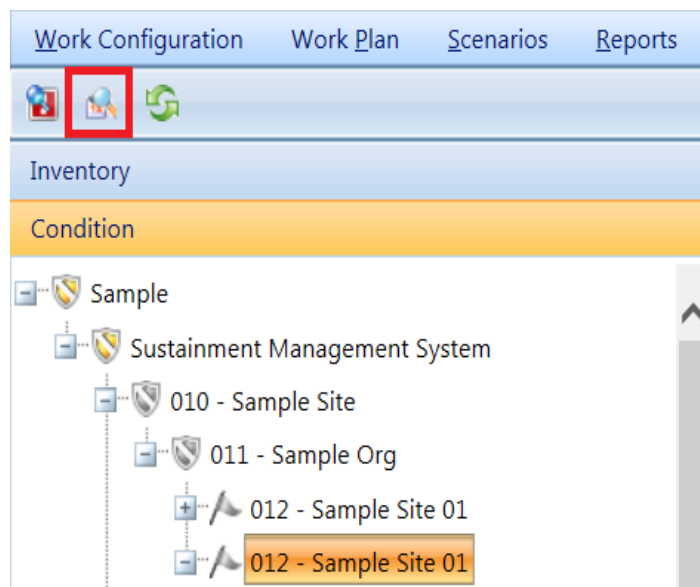 Work Configuration Work Plan Scenarios Reports
Inventory
Condition
Sample
Sustainment Management System
010 - Sample Site
011 - Sample Org
012 - Sample Site 01
012 - Sample Site 01